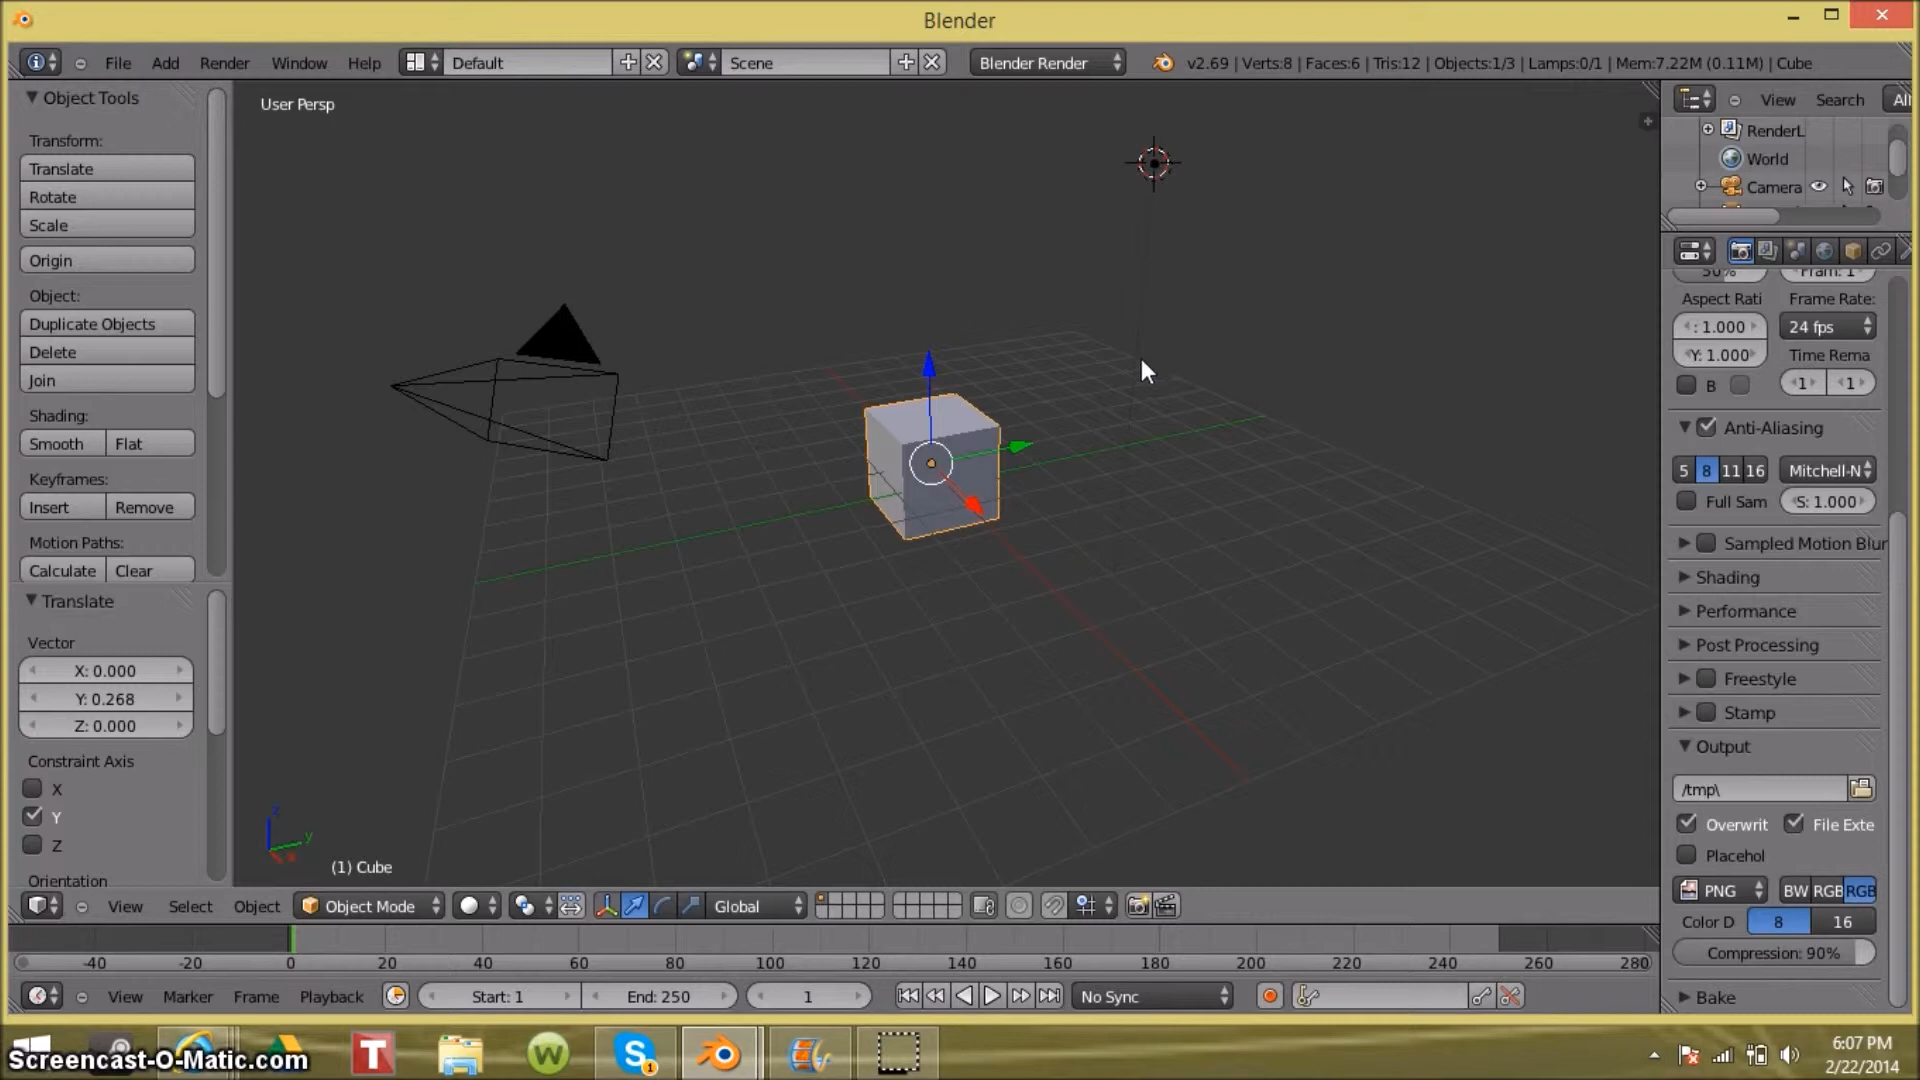 Blender
File Add Render Window Help Default Scene Blender Render v2.69 | Verts:8 | Faces:6 | Tris:12 | Objects:1/3 | Lamps:0/1 | Mem:7.22M (0.11M) | Cube
Object Tools
Transform:
Translate
Rotate
Scale
Origin
Object:
Duplicate Objects
Delete
Join
Shading:
Smooth Flat
Keyframes:
Insert Remove
Motion Paths:
Calculate Clear
Translate
Vector
X: 0.000
Y: 0.268
Z: 0.000
Constraint Axis
X
Y
Z
Orientation
User Persp
z
y
(1) Cube
View Search All
RenderL
World
Camera
50% Fram: 1
Aspect Rati Frame Rate:
: 1.000 24 fps
Y: 1.000 Time Rema
B 1 1
Anti-Aliasing
5 8 11 16 Mitchell-N
Full Sam S: 1.000
Sampled Motion Blur
Shading
Performance
Post Processing
Freestyle
Stamp
Output
/tmp\
Overwrit File Exte
Placehol
PNG BW RGB RGB
Color D 8 16
Compression: 90%
Bake
View Select Object Object Mode Global
-40 -20 0 20 40 60 80 100 120 140 160 180 200 220 240 260 280
View Marker Frame Playback Start: 1 End: 250 1 No Sync
Screencast-O-Matic.com
T W S 1
6:07 PM
2/22/2014